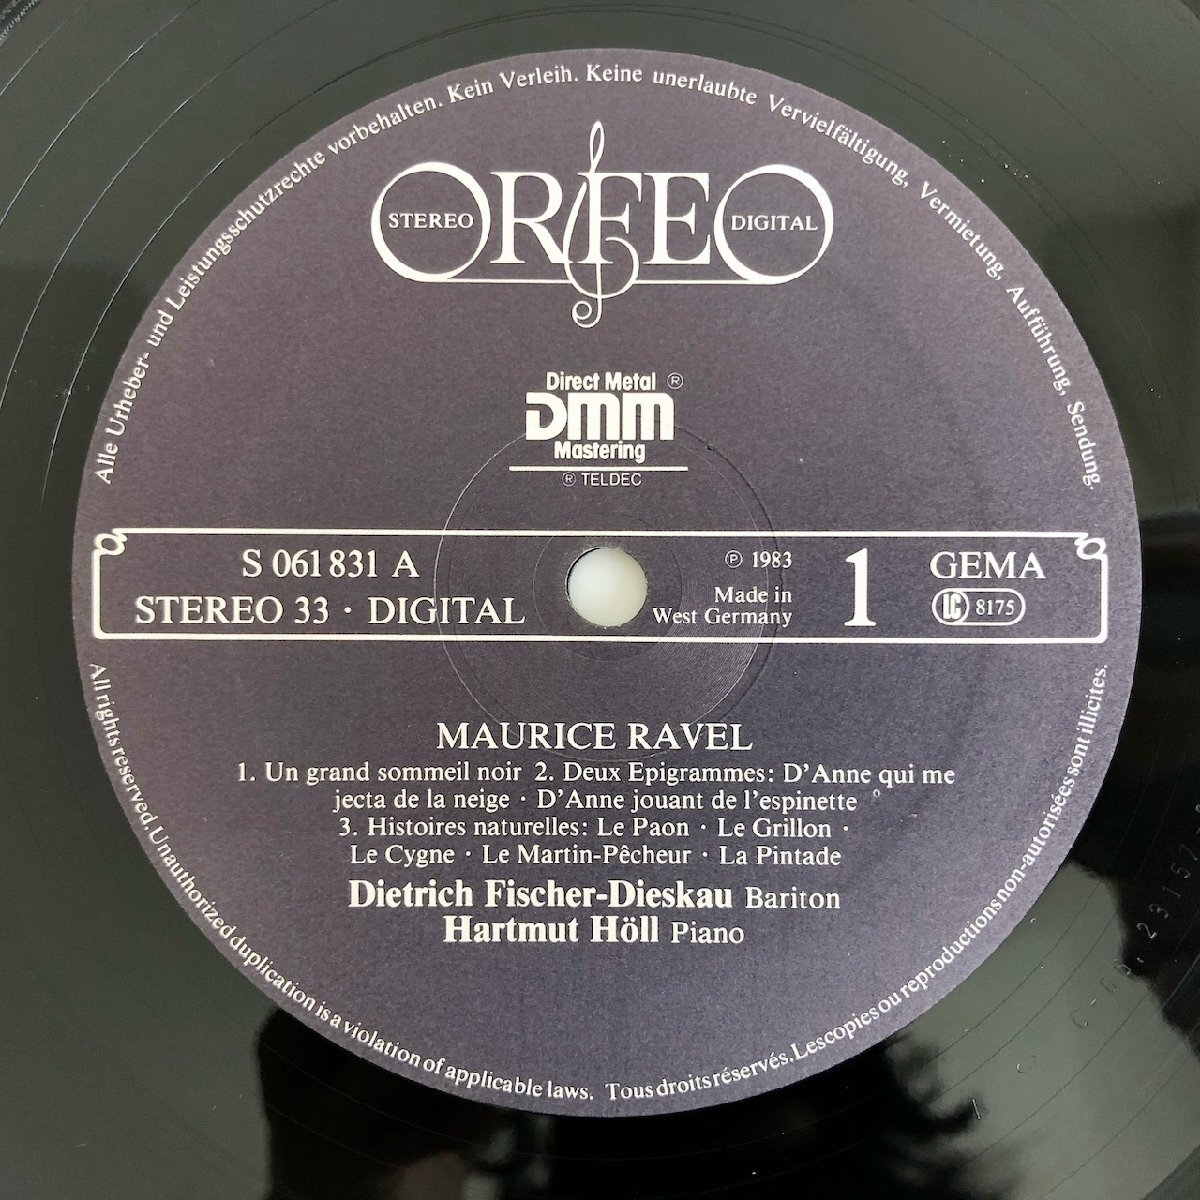 Alle Urheber- und Leistungsschutzrechte vorbehalten. Kein Verleih. Keine unerlaubte Vervielfältigung, Vermietung, Aufführung, Sendung.
ORFEO
STEREO
DIGITAL
Direct Metal ®
DMM
Mastering
® TELDEC
S 061 831 A
STEREO 33 · DIGITAL
℗ 1983
Made in
West Germany
1
GEMA
LC 8175
MAURICE RAVEL
1. Un grand sommeil noir 2. Deux Epigrammes: D'Anne qui me
jecta de la neige · D'Anne jouant de l'espinette
3. Histoires naturelles: Le Paon · Le Grillon ·
Le Cygne · Le Martin-Pêcheur · La Pintade
Dietrich Fischer-Dieskau Bariton
Hartmut Höll Piano
All rights reserved. Unauthorized duplication is a violation of applicable laws. Tous droits réservés. Les copies ou reproductions non-autorisées sont illicites.